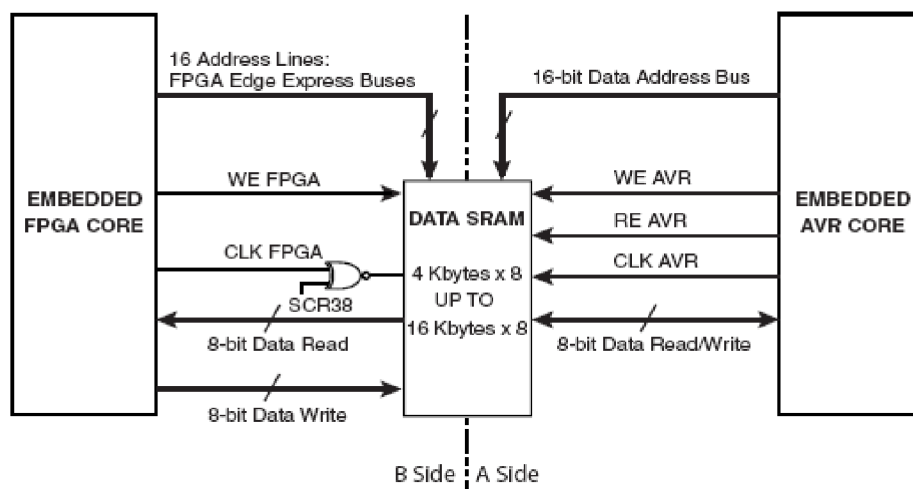 16 Address Lines:
FPGA Edge Express Buses
16-bit Data Address Bus
EMBEDDED
FPGA CORE
WE FPGA
CLK FPGA
SCR38
8-bit Data Read
8-bit Data Write
DATA SRAM
4 Kbytes x 8
UP TO
16 Kbytes x 8
WE AVR
RE AVR
CLK AVR
8-bit Data Read/Write
EMBEDDED
AVR CORE
B Side
A Side